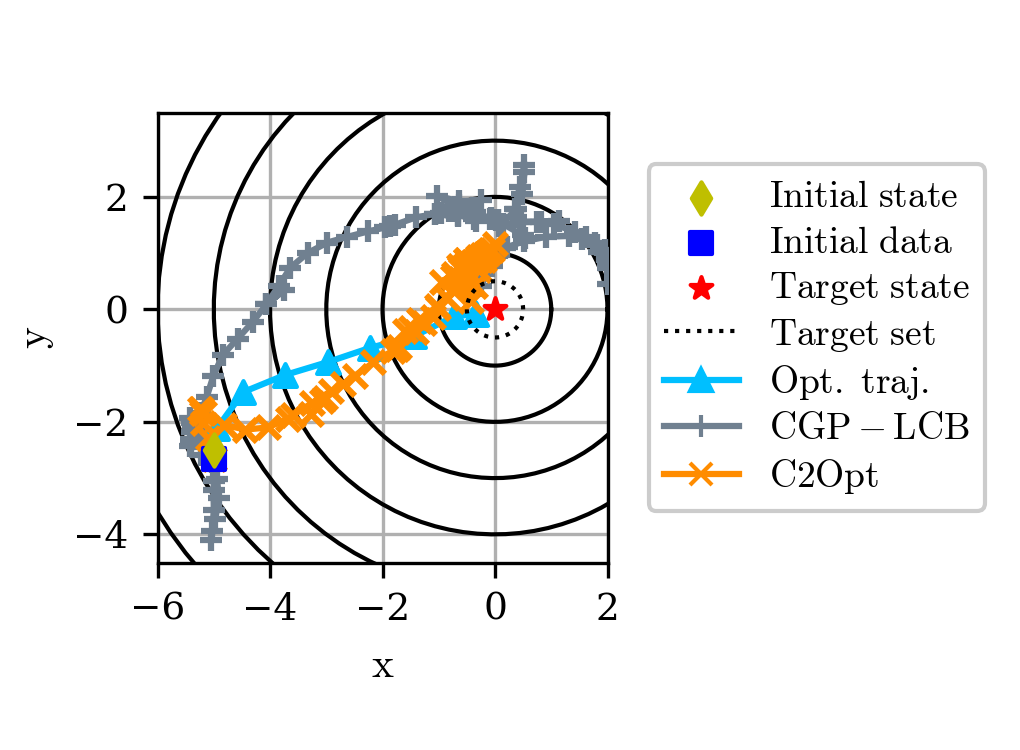 2
0
−2
−4
y
−6
−4
−2
0
2
x
Initial state
Initial data
Target state
Target set
Opt. traj.
CGP − LCB
C2Opt